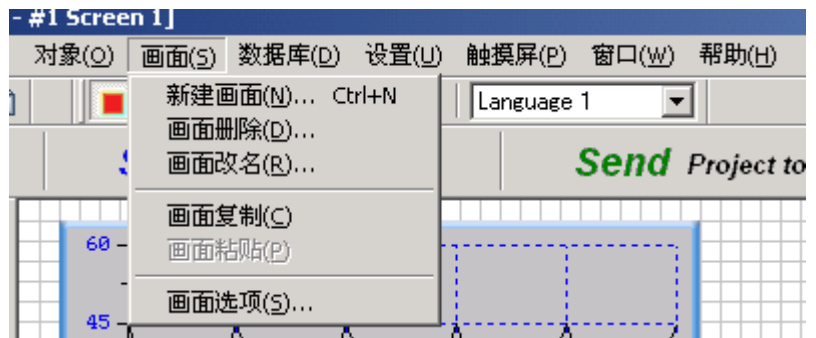 - #1 Screen 1]
对象(O) 画面(S) 数据库(D) 设置(U) 触摸屏(P) 窗口(W) 帮助(H)
新建画面(N)... Ctrl+N
Language 1
画面删除(D)...
画面改名(R)...
Send Project to
画面复制(C)
60
画面粘贴(P)
画面选项(S)...
45